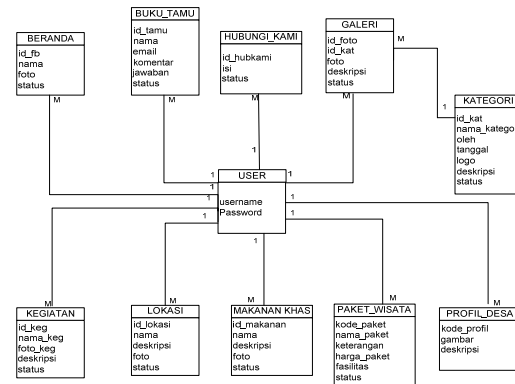 BERANDA
id_fb
nama
foto
status
BUKU_TAMU
id_tamu
nama
email
komentar
jawaban
status
HUBUNGI_KAMI
id_hubkami
isi
status
GALERI
id_foto
id_kat
foto
deskripsi
status
KATEGORI
id_kat
nama_katego
oleh
tanggal
logo
deskripsi
status
M
M
M
M
M
1
1
1
1
1
1
USER
username
Password
1
1
1
1
1
M
M
M
M
M
KEGIATAN
id_keg
nama_keg
foto_keg
deskripsi
status
LOKASI
id_lokasi
nama
deskripsi
foto
status
MAKANAN KHAS
id_makanan
nama
deskripsi
foto
status
PAKET_WISATA
kode_paket
nama_paket
keterangan
harga_paket
fasilitas
status
PROFIL_DESA
kode_profil
gambar
deskripsi